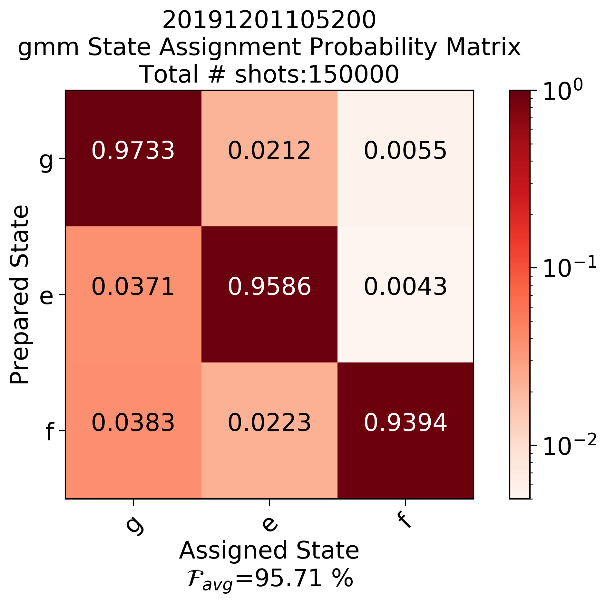 20191201105200
gmm State Assignment Probability Matrix
Total # shots:150000
g 0.9733 0.0212 0.0055
e 0.0371 0.9586 0.0043
f 0.0383 0.0223 0.9394
Prepared State
g e f
Assigned State
𝓕avg=95.71 %
10⁰
10⁻¹
10⁻²